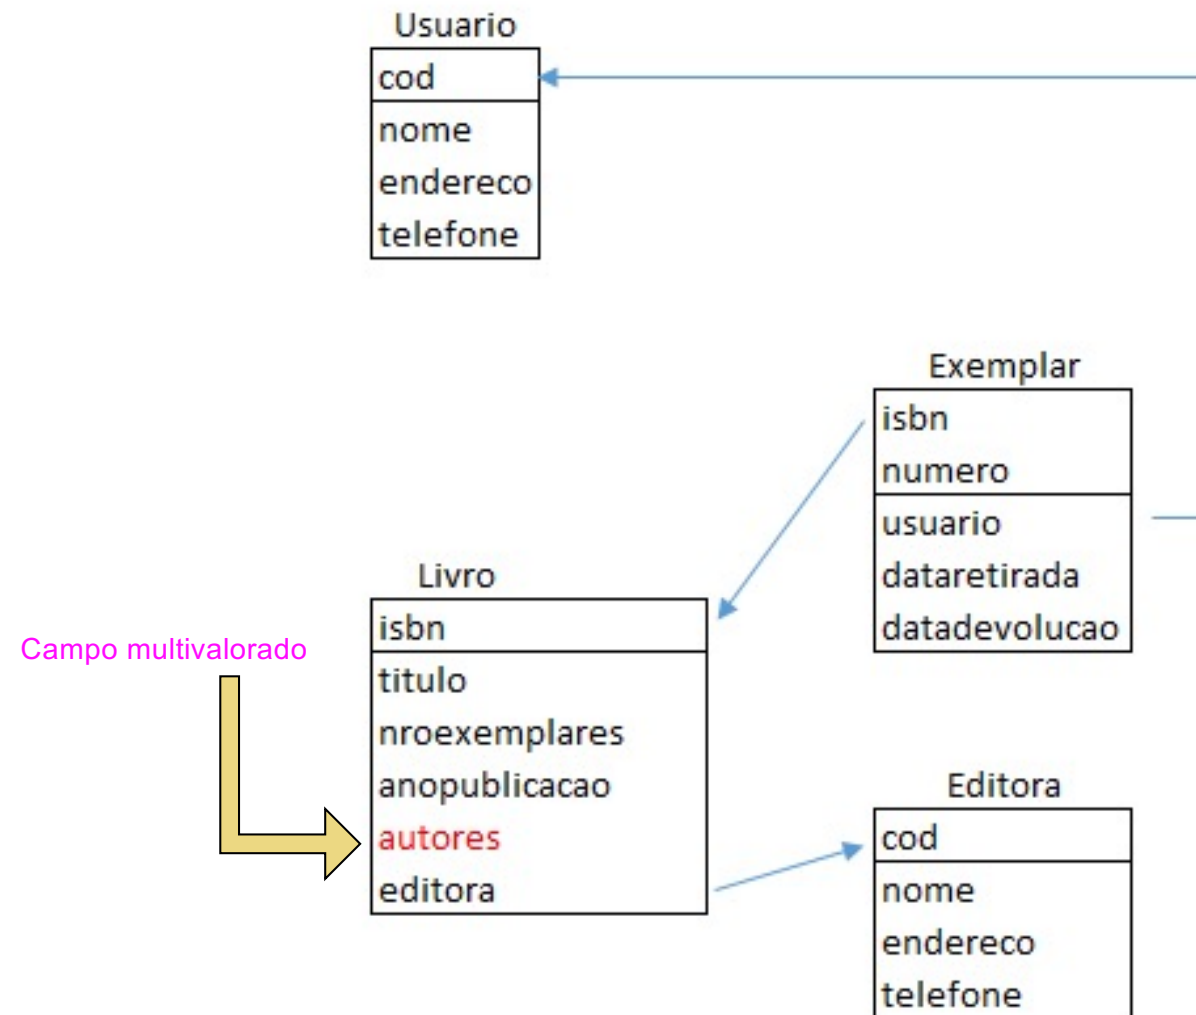 Usuario
cod
nome
endereco
telefone
Exemplar
isbn
numero
usuario
dataretirada
datadevolucao
Livro
isbn
titulo
nroexemplares
anopublicacao
autores
editora
Campo multivalorado
Editora
cod
nome
endereco
telefone